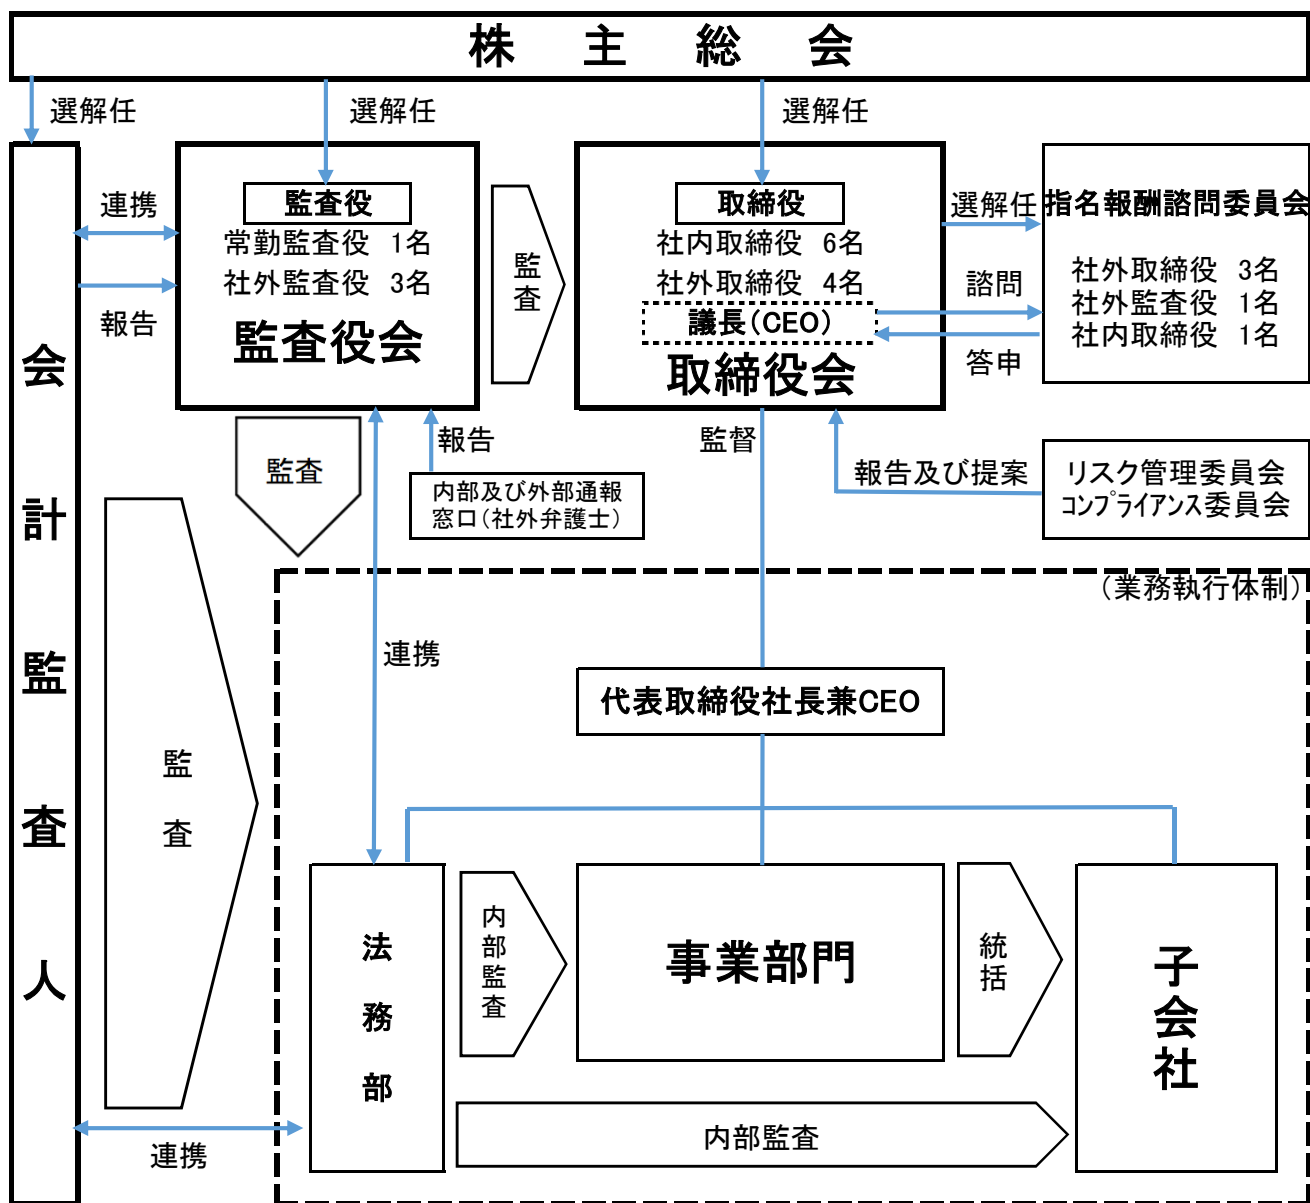 株主総会
選解任
選解任
選解任
会計監査人
連携
報告
監査役
常勤監査役 1名
社外監査役 3名
監査役会
監査
取締役
社内取締役 6名
社外取締役 4名
議長(CEO)
取締役会
選解任
諮問
答申
指名報酬諮問委員会
社外取締役 3名
社外監査役 1名
社内取締役 1名
監査
報告
内部及び外部通報
窓口(社外弁護士)
監督
報告及び提案
リスク管理委員会
コンプライアンス委員会
(業務執行体制)
監査
連携
代表取締役社長兼CEO
法務部
内部監査
事業部門
統括
子会社
内部監査
連携